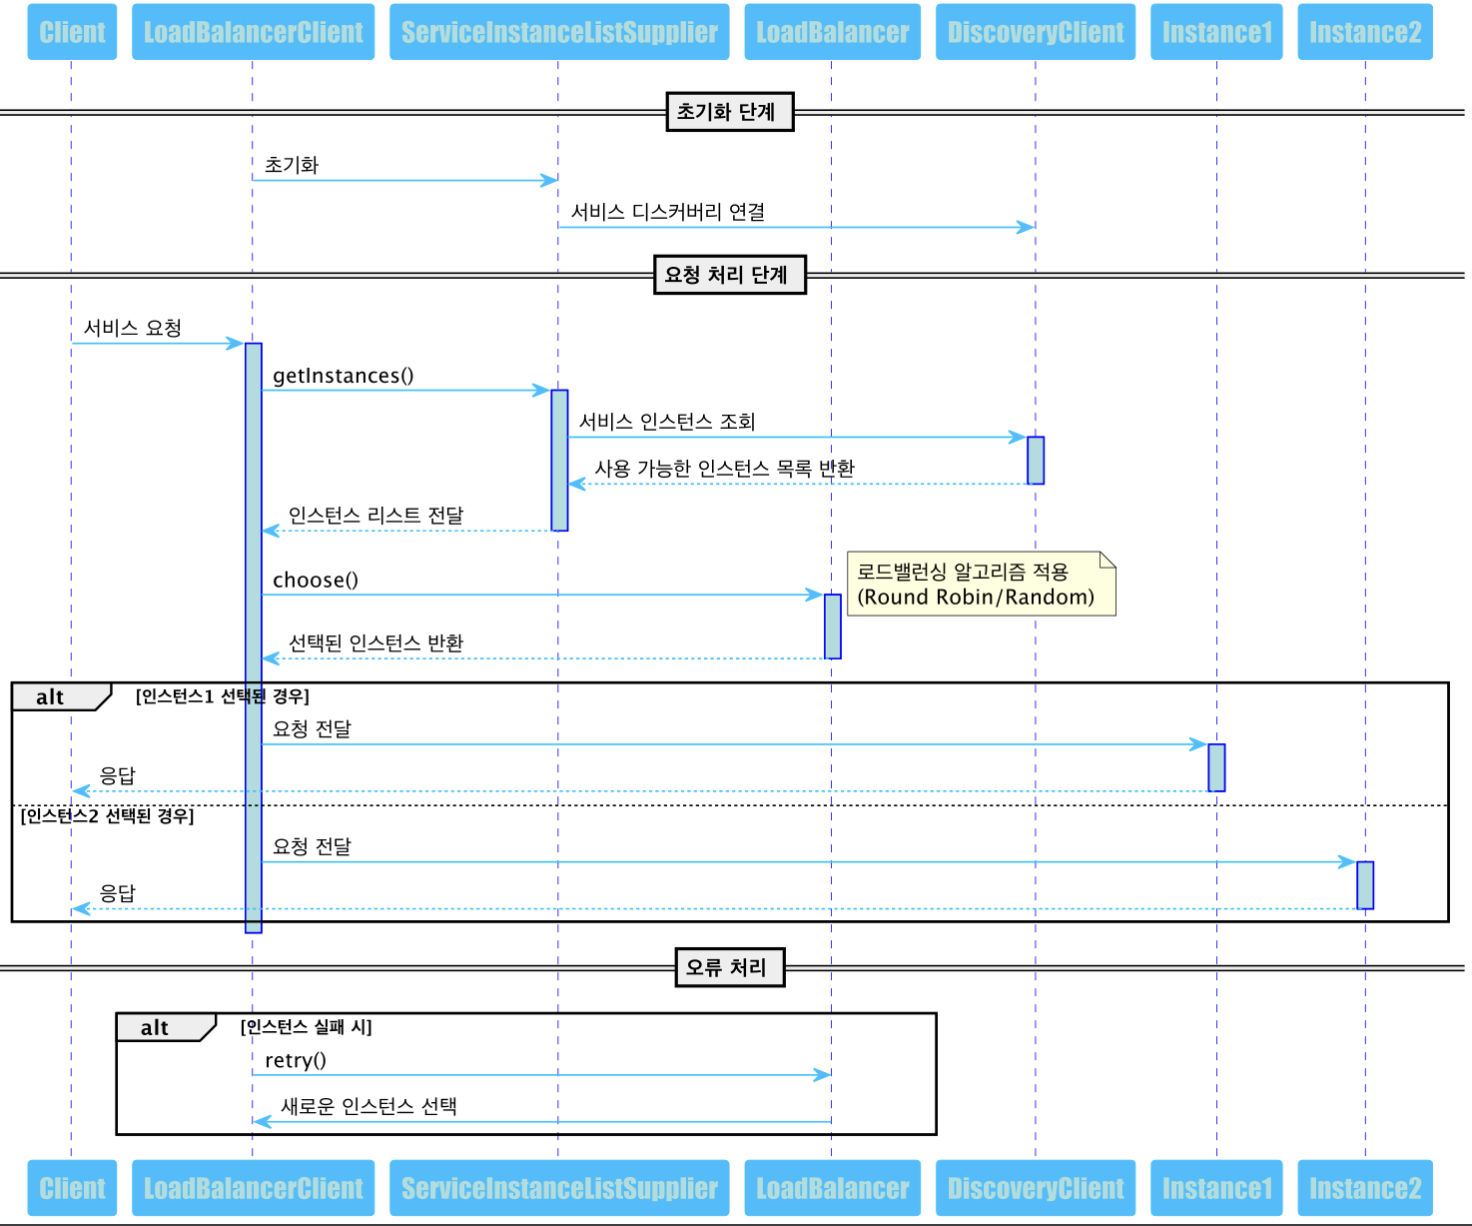 Client LoadBalancerClient ServiceInstanceListSupplier LoadBalancer DiscoveryClient Instance1 Instance2
초기화 단계
초기화
서비스 디스커버리 연결
요청 처리 단계
서비스 요청
getInstances()
서비스 인스턴스 조회
사용 가능한 인스턴스 목록 반환
인스턴스 리스트 전달
로드밸런싱 알고리즘 적용
(Round Robin/Random)
choose()
선택된 인스턴스 반환
alt [인스턴스1 선택된 경우]
요청 전달
응답
[인스턴스2 선택된 경우]
요청 전달
응답
오류 처리
alt [인스턴스 실패 시]
retry()
새로운 인스턴스 선택
Client LoadBalancerClient ServiceInstanceListSupplier LoadBalancer DiscoveryClient Instance1 Instance2